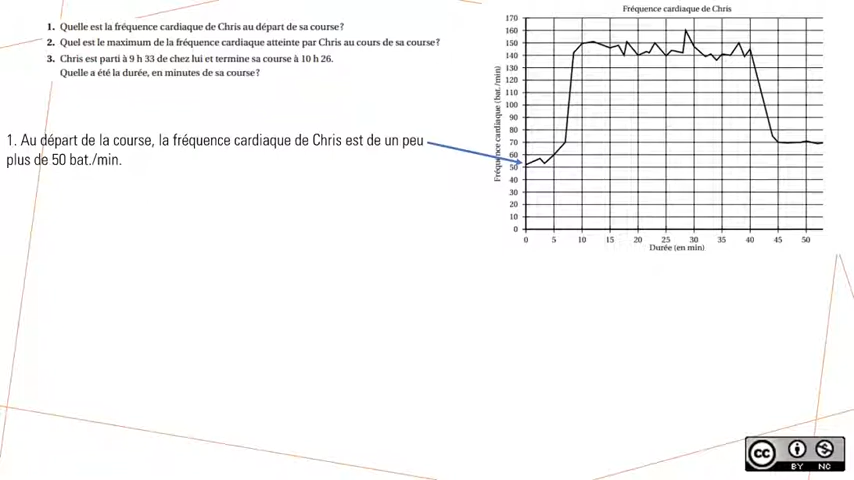 1. Quelle est la fréquence cardiaque de Chris au départ de sa course?
2. Quel est le maximum de la fréquence cardiaque atteinte par Chris au cours de sa course?
3. Chris est parti à 9 h 33 de chez lui et termine sa course à 10 h 26.
Quelle a été la durée, en minutes de sa course?
1. Au départ de la course, la fréquence cardiaque de Chris est de un peu
plus de 50 bat./min.
Fréquence cardiaque de Chris
Fréquence cardiaque (bat./min)
170
160
150
140
130
120
110
100
90
80
70
60
50
40
30
20
10
0
0 5 10 15 20 25 30 35 40 45 50
Durée (en min)
cc
BY NC